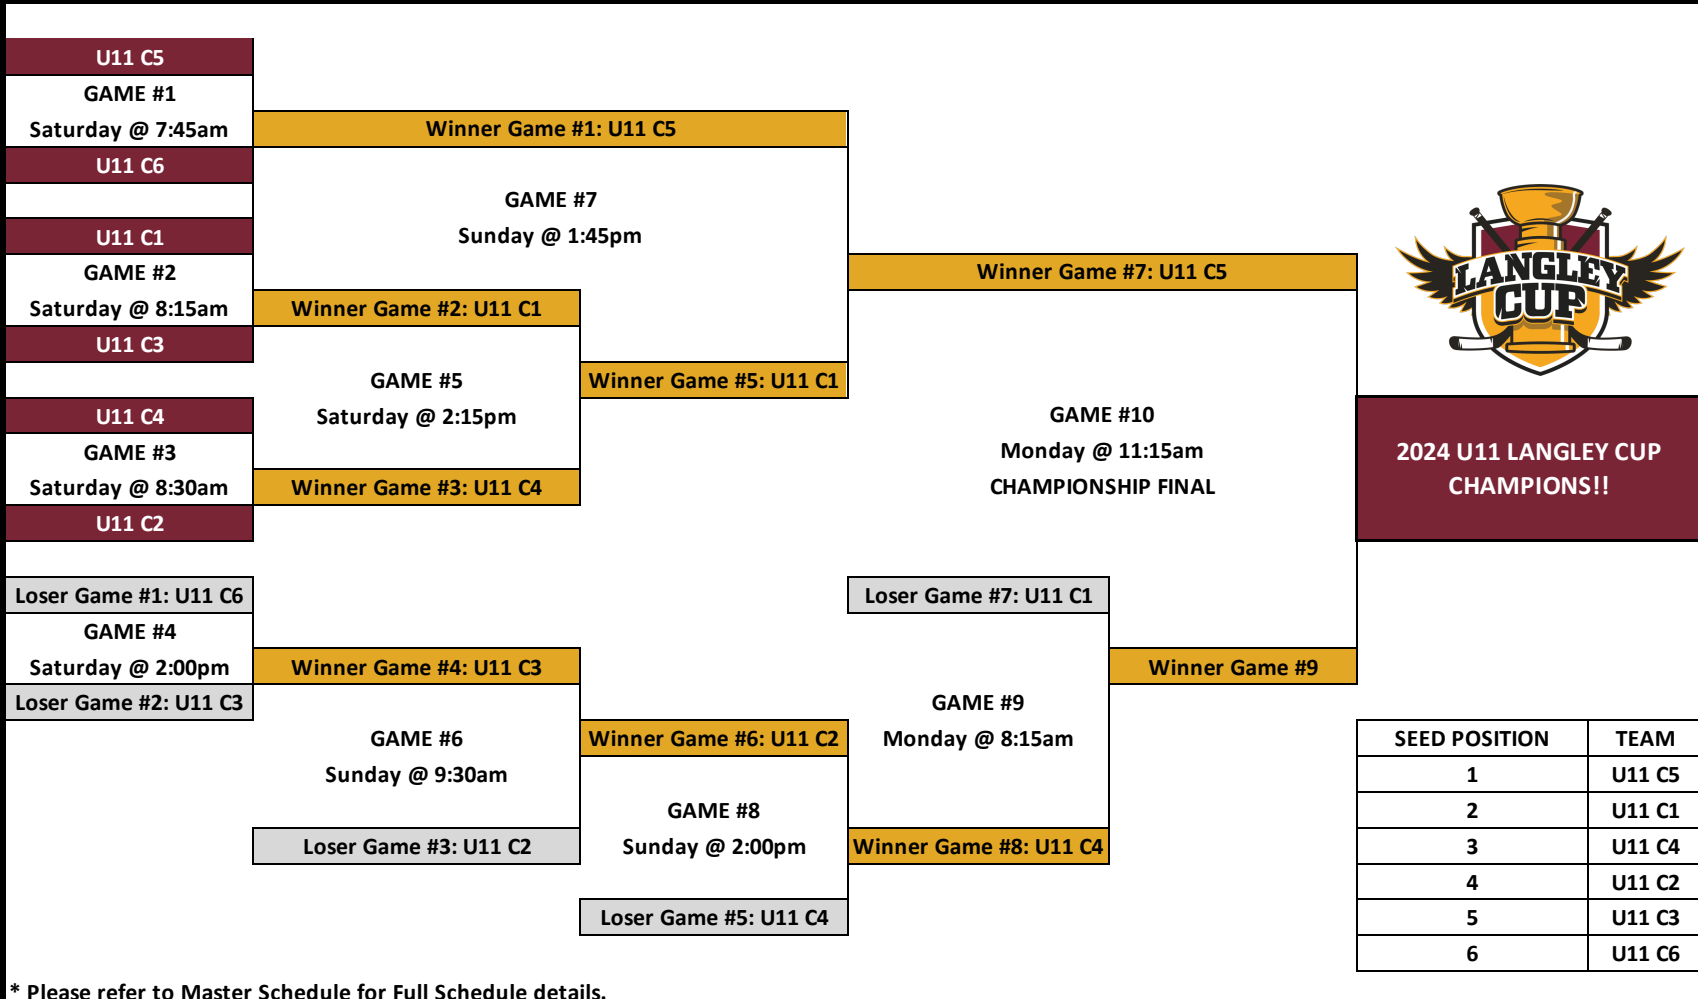 U11 C5
GAME #1
Saturday @ 7:45am
U11 C6
Winner Game #1: U11 C5
GAME #7
Sunday @ 1:45pm
U11 C1
GAME #2
Saturday @ 8:15am
U11 C3
Winner Game #2: U11 C1
GAME #5
Saturday @ 2:15pm
Winner Game #5: U11 C1
U11 C4
GAME #3
Saturday @ 8:30am
U11 C2
Winner Game #3: U11 C4
Winner Game #7: U11 C5
GAME #10
Monday @ 11:15am
CHAMPIONSHIP FINAL
LANGLEY
CUP
2024 U11 LANGLEY CUP
CHAMPIONS!!
Loser Game #1: U11 C6
GAME #4
Saturday @ 2:00pm
Loser Game #2: U11 C3
Winner Game #4: U11 C3
GAME #6
Sunday @ 9:30am
Loser Game #3: U11 C2
Winner Game #6: U11 C2
GAME #8
Sunday @ 2:00pm
Loser Game #5: U11 C4
Loser Game #7: U11 C1
GAME #9
Monday @ 8:15am
Winner Game #8: U11 C4
Winner Game #9
SEED POSITION TEAM
1 U11 C5
2 U11 C1
3 U11 C4
4 U11 C2
5 U11 C3
6 U11 C6
* Please refer to Master Schedule for Full Schedule details.